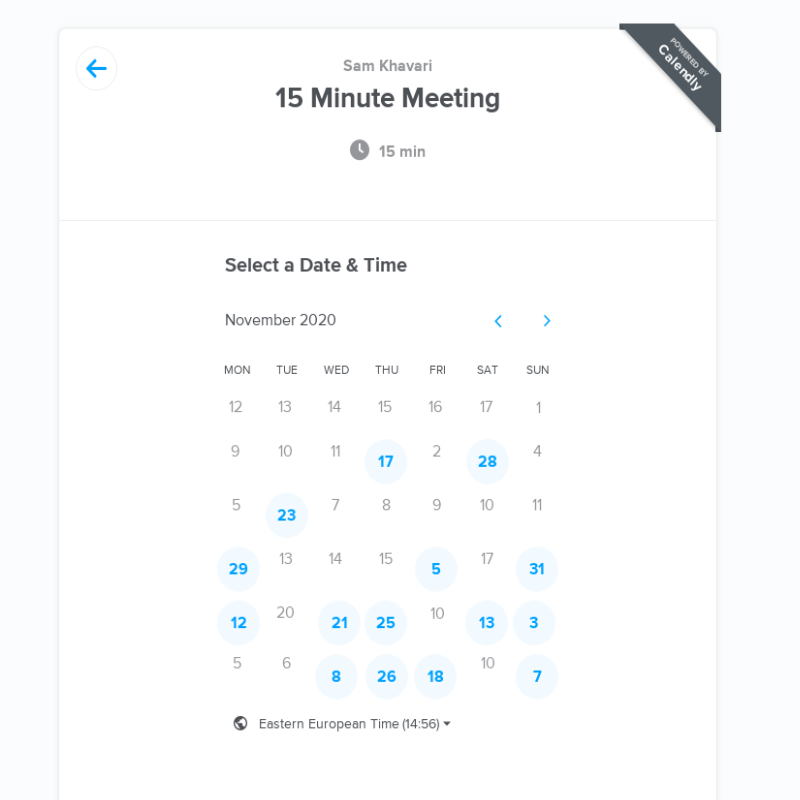 POWERED BY
Calendly
Sam Khavari
15 Minute Meeting
15 min
Select a Date & Time
November 2020
MON TUE WED THU FRI SAT SUN
12 13 14 15 16 17 1
9 10 11 17 2 28 4
5 23 7 8 9 10 11
29 13 14 15 5 17 31
12 20 21 25 10 13 3
5 6 8 26 18 10 7
Eastern European Time (14:56)